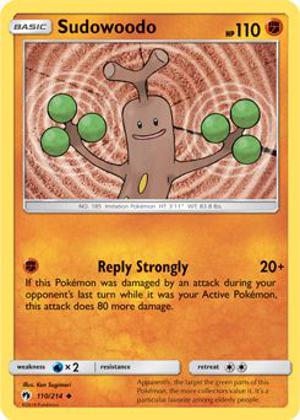 BASIC Sudowoodo HP 110
NO. 185 Imitation Pokémon HT: 3'11" WT: 83.8 lbs.
Reply Strongly 20+
If this Pokémon was damaged by an attack during your
opponent's last turn while it was your Active Pokémon,
this attack does 80 more damage.
weakness ×2 resistance retreat
Illus. Ken Sugimori
110/214
Apparently, the larger the green parts of
this Pokémon, the more collectors value it.
It's a particular favorite among
elderly people.